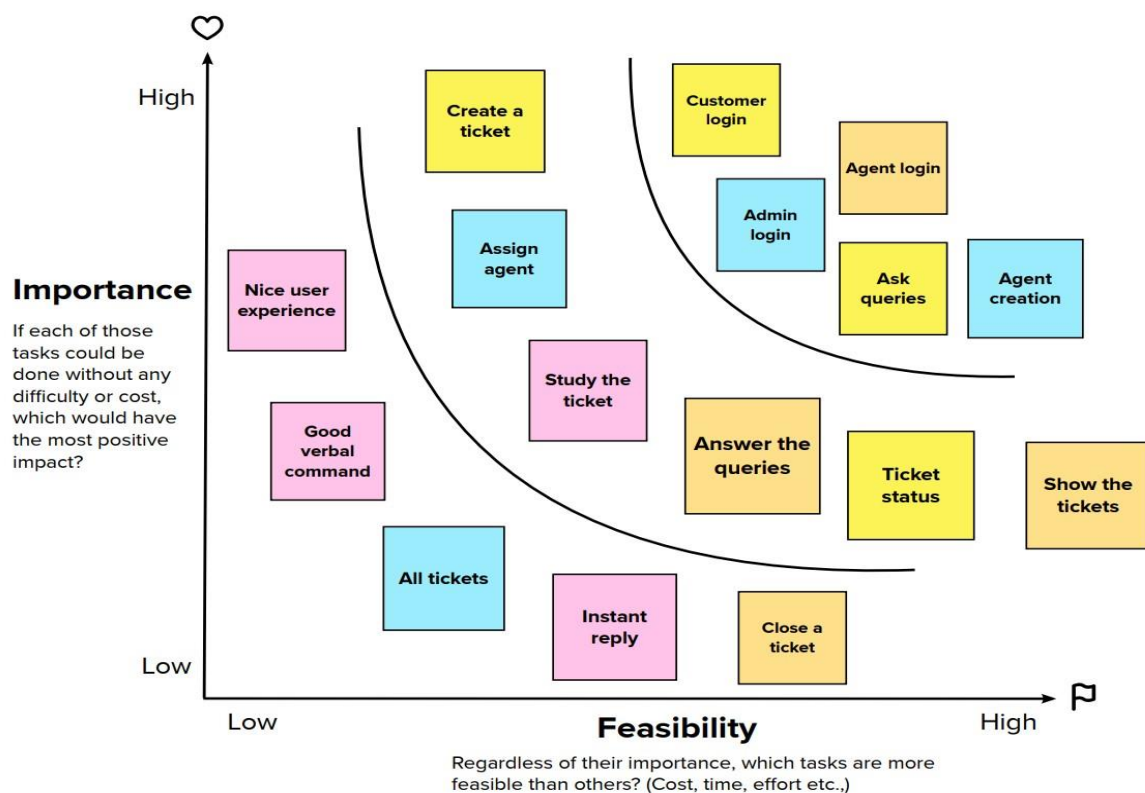 High
Create a
ticket
Customer
login
Agent login
Admin
login
Assign
agent
Ask
queries
Agent
creation
Nice user
experience
Importance
If each of those
tasks could be
done without any
difficulty or cost,
which would have
the most positive
impact?
Study the
ticket
Good
verbal
command
Answer the
queries
Ticket
status
Show the
tickets
All tickets
Instant
reply
Close a
ticket
Low
Low
Feasibility
High
Regardless of their importance, which tasks are more
feasible than others? (Cost, time, effort etc.,)